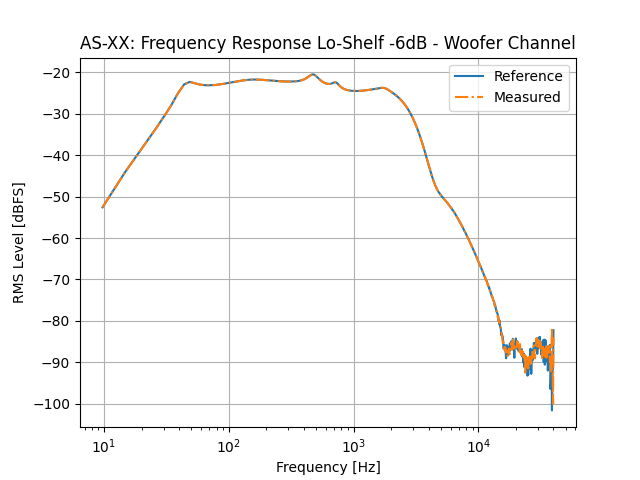 AS-XX: Frequency Response Lo-Shelf -6dB - Woofer Channel
Reference
Measured
RMS Level [dBFS]
−20
−30
−40
−50
−60
−70
−80
−90
−100
10¹ 10² 10³ 10⁴
Frequency [Hz]